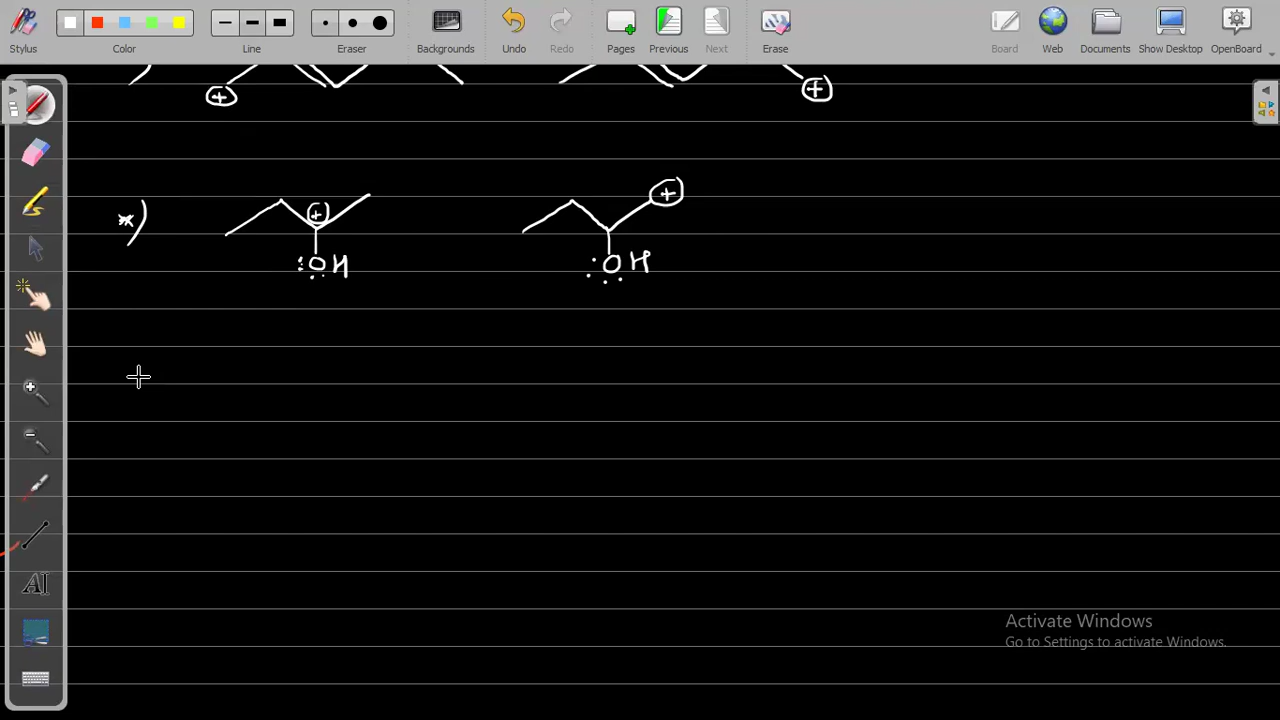 Stylus Color Line Eraser Backgrounds Undo Redo Pages Previous Next Erase Board Web Documents Show Desktop OpenBoard
(+) (+)
*) (+) (+)
:ÖH :ÖH
AI
Activate Windows
Go to Settings to activate Windows.